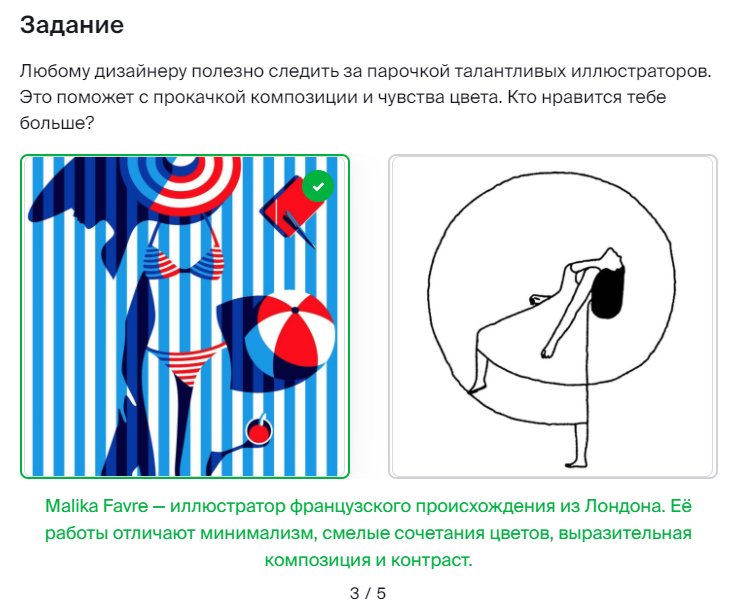 Задание
Любому дизайнеру полезно следить за парочкой талантливых иллюстраторов.
Это поможет с прокачкой композиции и чувства цвета. Кто нравится тебе
больше?
Malika Favre — иллюстратор французского происхождения из Лондона. Её
работы отличают минимализм, смелые сочетания цветов, выразительная
композиция и контраст.
3 / 5